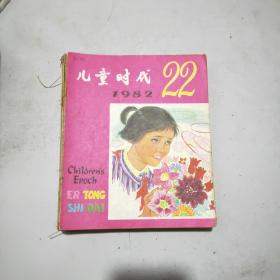 儿童时代 22
1982
Children's
Epoch
ER TONG
SHI DAI